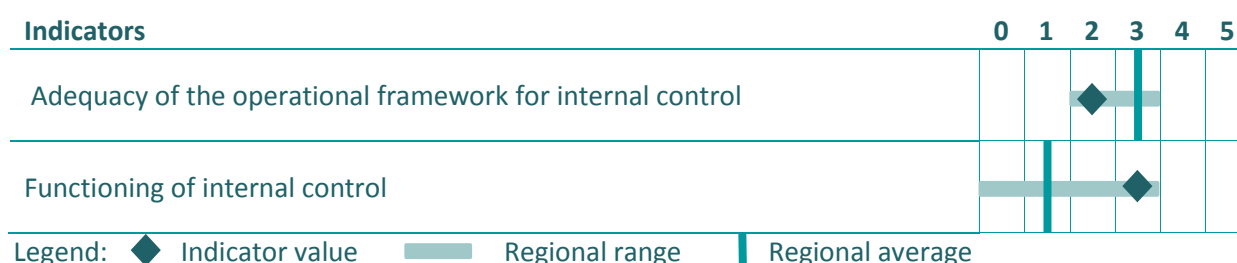 Indicators 0 1 2 3 4 5
Adequacy of the operational framework for internal control
Functioning of internal control
Legend: Indicator value Regional range Regional average